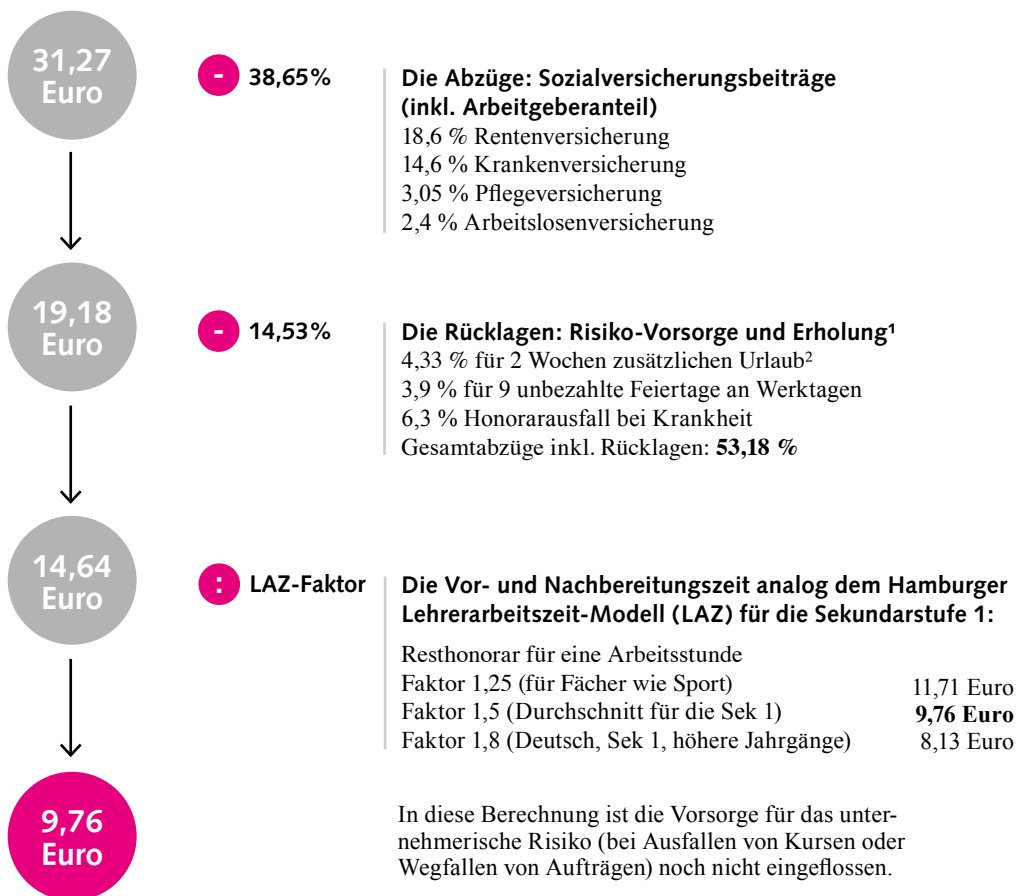 31,27
Euro
- 38,65%
Die Abzüge: Sozialversicherungsbeiträge
(inkl. Arbeitgeberanteil)
18,6 % Rentenversicherung
14,6 % Krankenversicherung
3,05 % Pflegeversicherung
2,4 % Arbeitslosenversicherung
19,18
Euro
- 14,53%
Die Rücklagen: Risiko-Vorsorge und Erholung¹
4,33 % für 2 Wochen zusätzlichen Urlaub²
3,9 % für 9 unbezahlte Feiertage an Werktagen
6,3 % Honorarausfall bei Krankheit
Gesamtabzüge inkl. Rücklagen: 53,18 %
14,64
Euro
: LAZ-Faktor
Die Vor- und Nachbereitungszeit analog dem Hamburger
Lehrerarbeitszeit-Modell (LAZ) für die Sekundarstufe 1:
Resthonorar für eine Arbeitsstunde
Faktor 1,25 (für Fächer wie Sport) 11,71 Euro
Faktor 1,5 (Durchschnitt für die Sek 1) 9,76 Euro
Faktor 1,8 (Deutsch, Sek 1, höhere Jahrgänge) 8,13 Euro
9,76
Euro
In diese Berechnung ist die Vorsorge für das unter-
nehmerische Risiko (bei Ausfallen von Kursen oder
Wegfallen von Aufträgen) noch nicht eingeflossen.